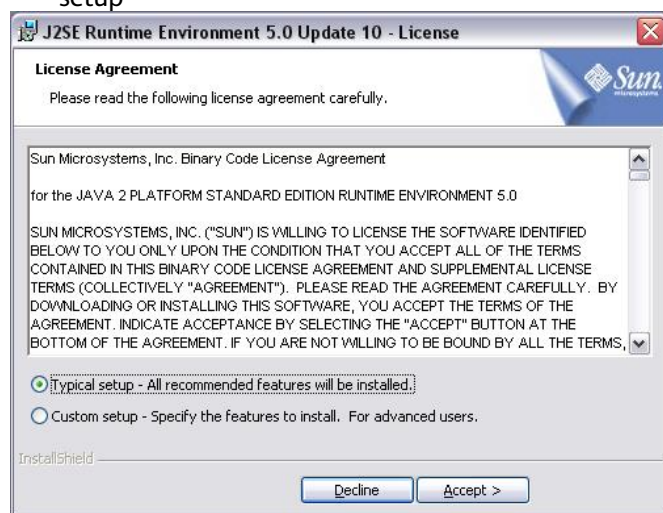 setup
J2SE Runtime Environment 5.0 Update 10 - License
License Agreement
Please read the following license agreement carefully.
Sun
microsystems
Sun Microsystems, Inc. Binary Code License Agreement
for the JAVA 2 PLATFORM STANDARD EDITION RUNTIME ENVIRONMENT 5.0
SUN MICROSYSTEMS, INC. ("SUN") IS WILLING TO LICENSE THE SOFTWARE IDENTIFIED
BELOW TO YOU ONLY UPON THE CONDITION THAT YOU ACCEPT ALL OF THE TERMS
CONTAINED IN THIS BINARY CODE LICENSE AGREEMENT AND SUPPLEMENTAL LICENSE
TERMS (COLLECTIVELY "AGREEMENT"). PLEASE READ THE AGREEMENT CAREFULLY. BY
DOWNLOADING OR INSTALLING THIS SOFTWARE, YOU ACCEPT THE TERMS OF THE
AGREEMENT. INDICATE ACCEPTANCE BY SELECTING THE "ACCEPT" BUTTON AT THE
BOTTOM OF THE AGREEMENT. IF YOU ARE NOT WILLING TO BE BOUND BY ALL THE TERMS,
Typical setup - All recommended features will be installed.
Custom setup - Specify the features to install. For advanced users.
InstallShield
Decline
Accept >